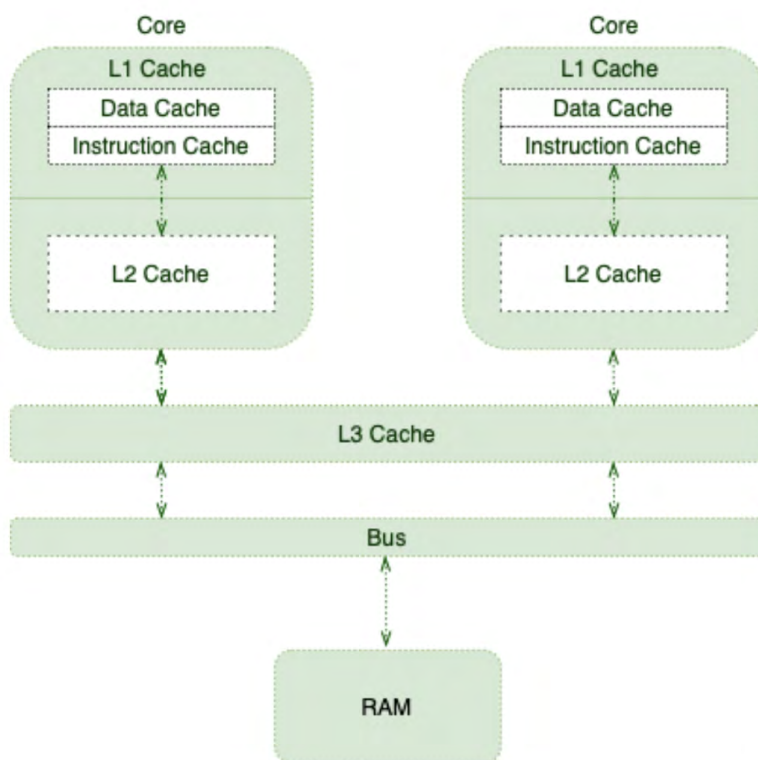 Core
L1 Cache
Data Cache
Instruction Cache
L2 Cache
Core
L1 Cache
Data Cache
Instruction Cache
L2 Cache
L3 Cache
Bus
RAM